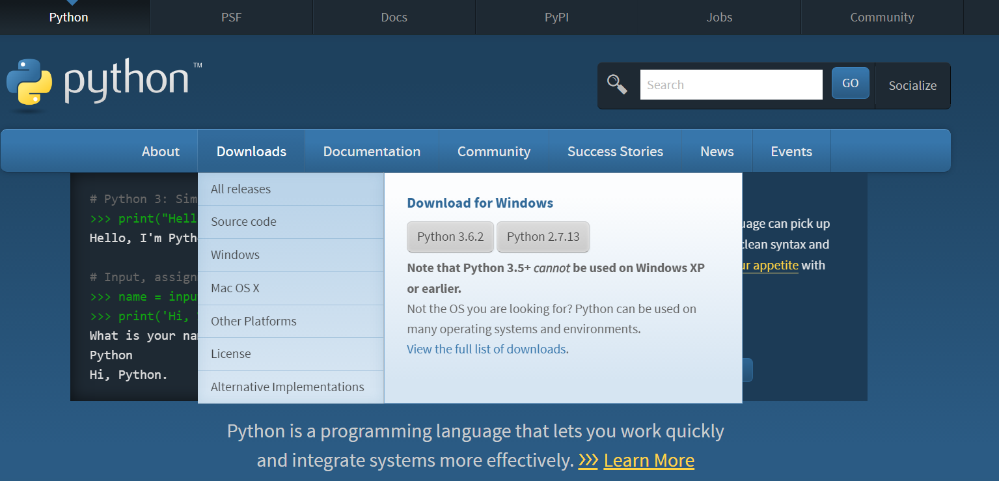 Python PSF Docs PyPI Jobs Community
python™
Search GO Socialize
About Downloads Documentation Community Success Stories News Events
# Python 3: Sim
>>> print("Hell
Hello, I'm Pyth
# Input, assign
>>> name = inpu
>>> print('Hi,
What is your na
Python
Hi, Python.
All releases
Source code
Windows
Mac OS X
Other Platforms
License
Alternative Implementations
Download for Windows
Python 3.6.2 Python 2.7.13
Note that Python 3.5+ cannot be used on Windows XP
or earlier.
Not the OS you are looking for? Python can be used on
many operating systems and environments.
View the full list of downloads.
uage can pick up
clean syntax and
ur appetite with
Python is a programming language that lets you work quickly
and integrate systems more effectively. >>> Learn More